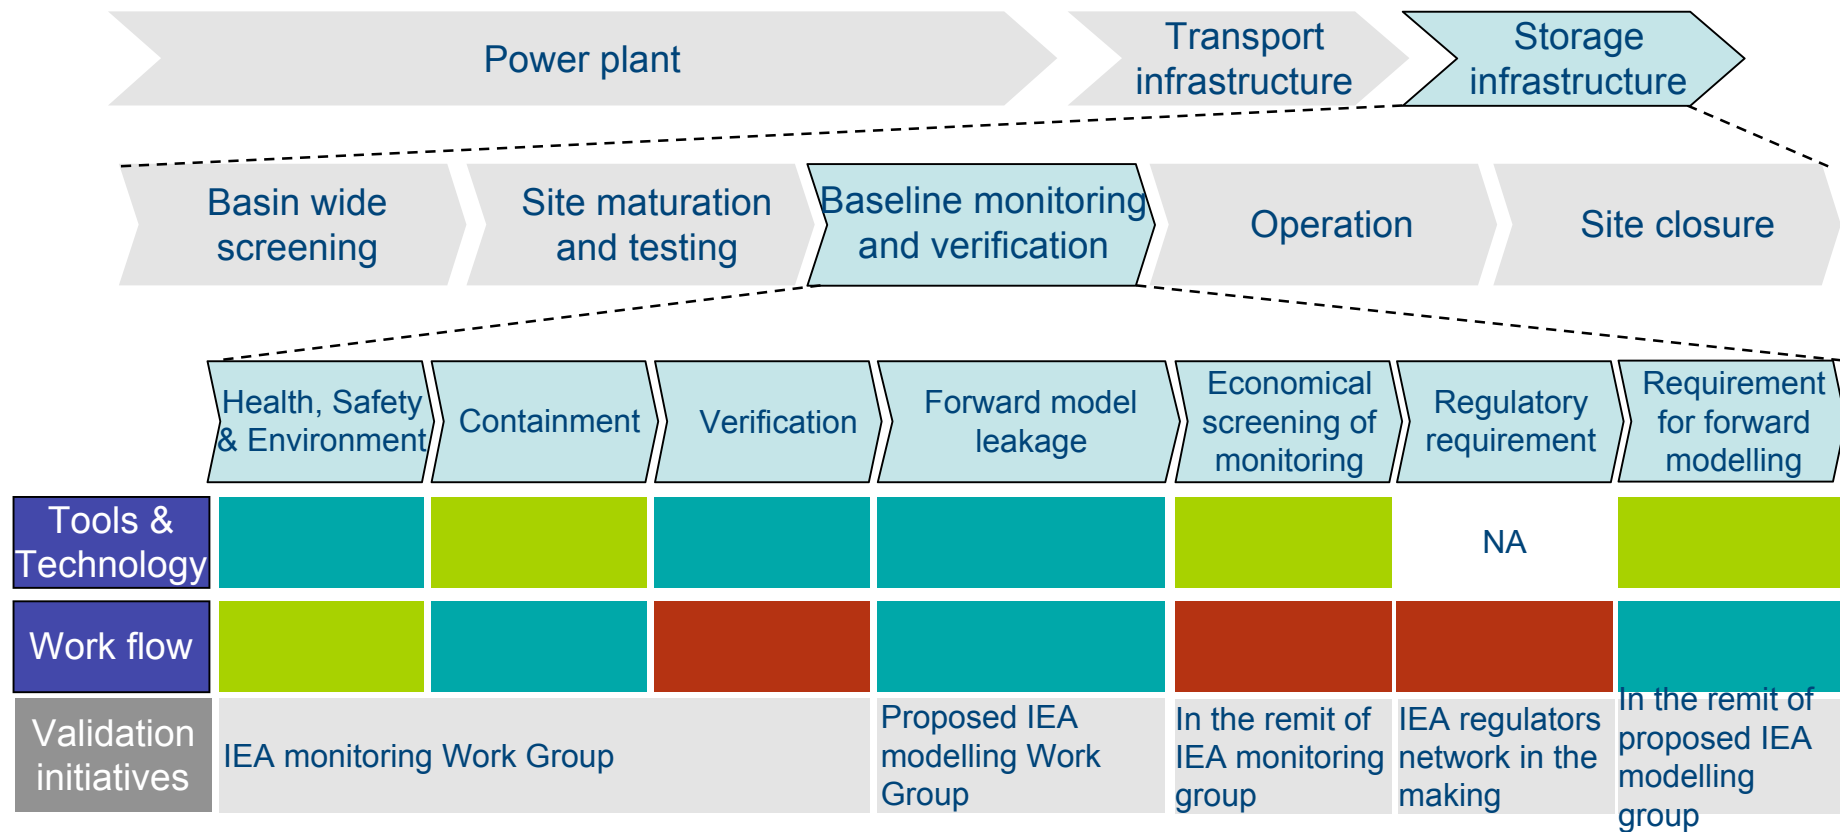 Power plant
Transport
infrastructure
Storage
infrastructure
Basin wide
screening
Site maturation
and testing
Baseline monitoring
and verification
Operation
Site closure
Health, Safety
& Environment
Containment
Verification
Forward model
leakage
Economical
screening of
monitoring
Regulatory
requirement
Requirement
for forward
modelling
Tools &
Technology
NA
Work flow
Validation
initiatives
IEA monitoring Work Group
Proposed IEA
modelling Work
Group
In the remit of
IEA monitoring
group
IEA regulators
network in the
making
In the remit of
proposed IEA
modelling
group